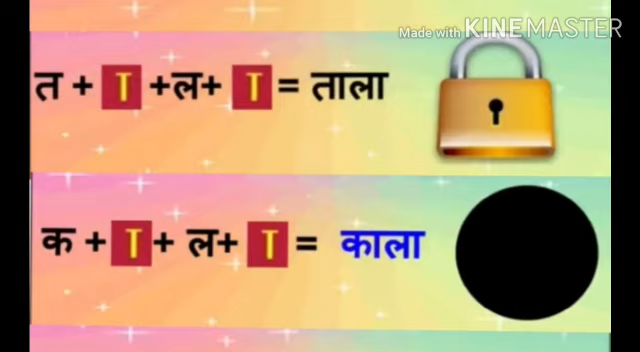 Made with KINEMASTER
त + ा +ल+ ा = ताला
क + ा + ल+ ा = काला